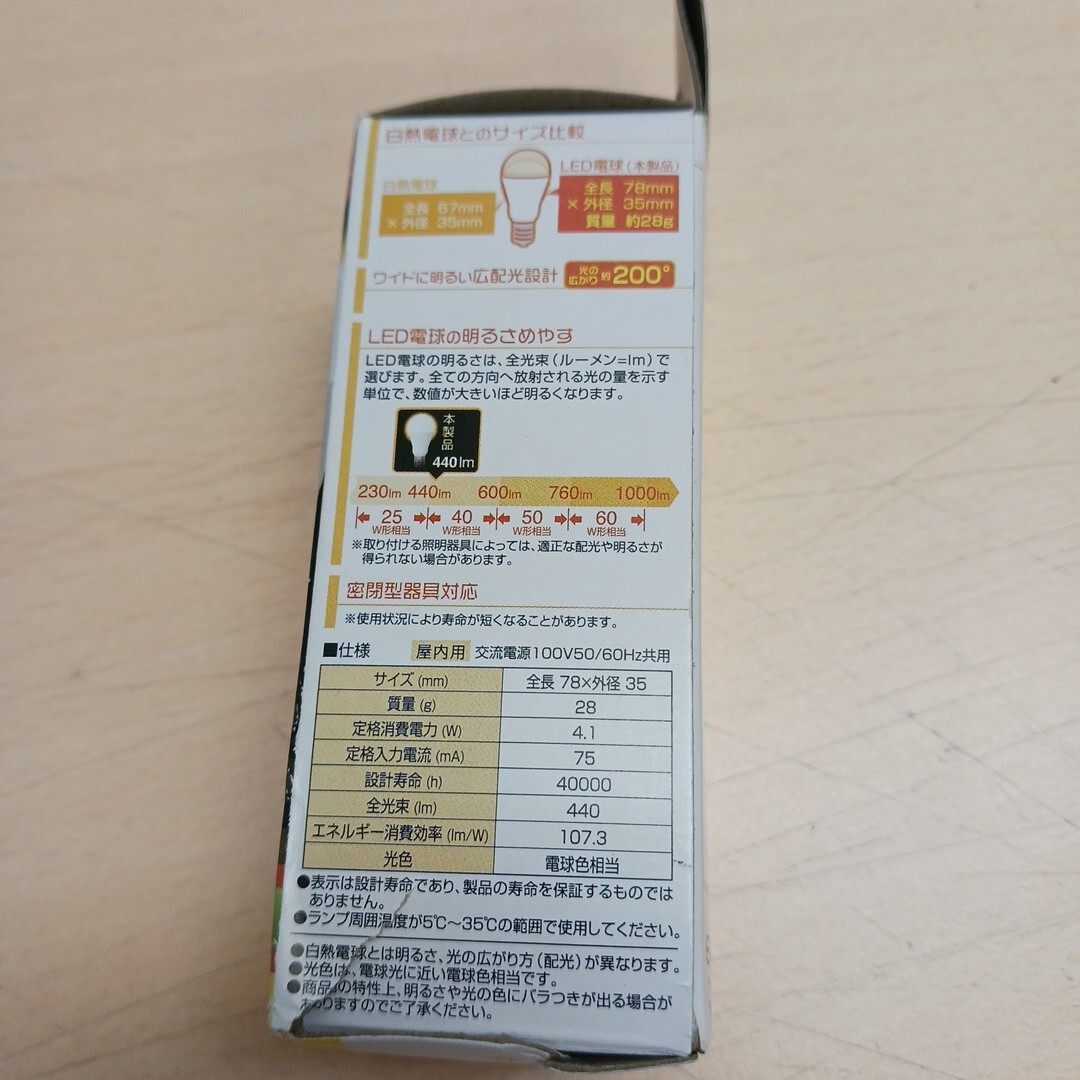 白熱電球とのサイズ比較
LED電球(本製品)
白熱電球
全長 67mm
×外径 35mm
全長 78mm
×外径 35mm
質量 約28g
ワイドに明るい広配光設計 光の広がり 約200°
LED電球の明るさめやす
LED電球の明るさは、全光束(ルーメン=lm)で
選びます。全ての方向へ放射される光の量を示す
単位で、数値が大きいほど明るくなります。
本製品
440lm
230lm 440lm 600lm 760lm 1000lm
25 40 50 60
W形相当 W形相当 W形相当 W形相当
※取り付ける照明器具によっては、適正な配光や明るさが
得られない場合があります。
密閉型器具対応
※使用状況により寿命が短くなることがあります。
■仕様 屋内用 交流電源100V50/60Hz共用
サイズ(mm) 全長 78×外径 35
質量(g) 28
定格消費電力(W) 4.1
定格入力電流(mA) 75
設計寿命(h) 40000
全光束(lm) 440
エネルギー消費効率(lm/W) 107.3
光色 電球色相当
●表示は設計寿命であり、製品の寿命を保証するものでは
ありません。
●ランプ周囲温度が5℃〜35℃の範囲で使用してください。
●白熱電球とは明るさ、光の広がり方(配光)が異なります。
●光色は、電球光に近い電球色相当です。
●商品の特性上、明るさや光の色にバラつきが出る場合が
ありますのでご了承ください。